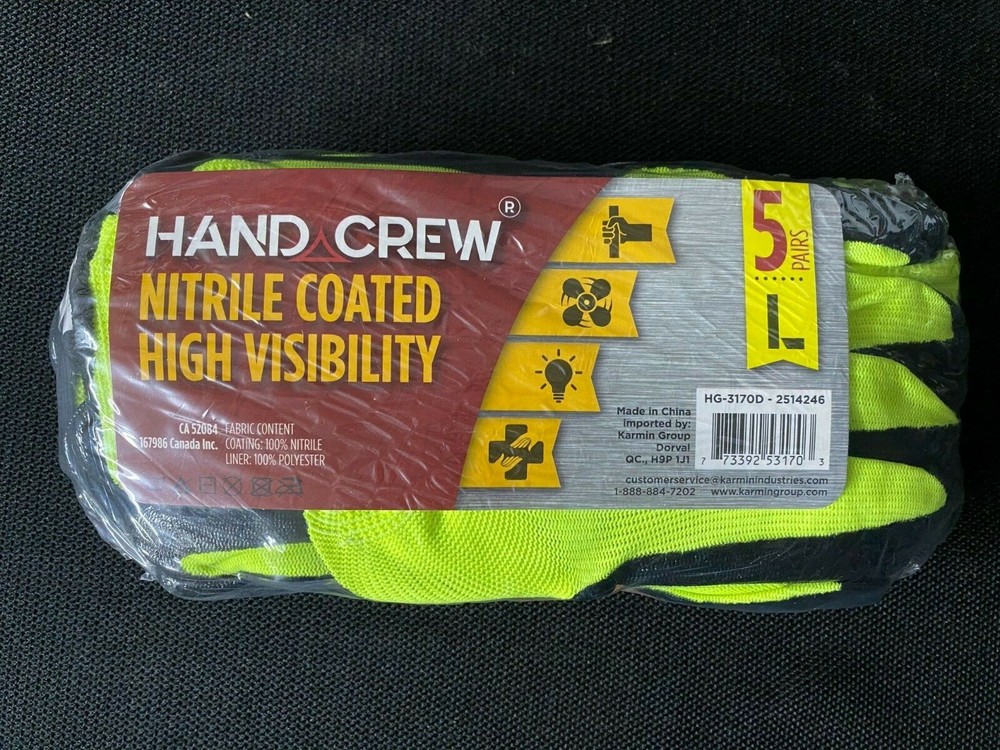 HAND CREW®
NITRILE COATED
HIGH VISIBILITY
CA 52084
167986 Canada Inc.
FABRIC CONTENT
COATING: 100% NITRILE
LINER: 100% POLYESTER
5
PAIRS
L
Made in China
Imported by:
Karmin Group
Dorval
QC., H9P 1J1
HG-3170D - 2514246
7 73392 53170 3
customerservice@karminindustries.com
1-888-884-7202 www.karmingroup.com